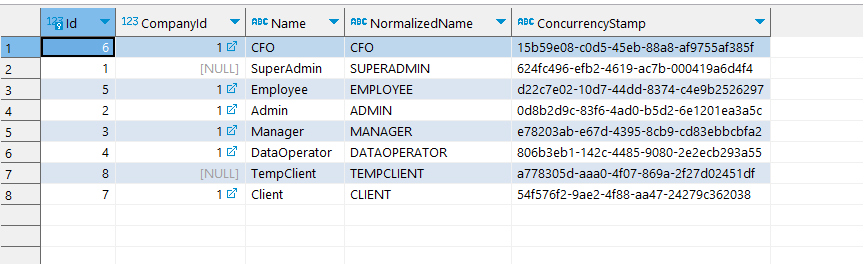 123 Id 123 CompanyId ABC Name ABC NormalizedName ABC ConcurrencyStamp
1 6 1 CFO CFO 15b59e08-c0d5-45eb-88a8-af9755af385f
2 1 [NULL] SuperAdmin SUPERADMIN 624fc496-efb2-4619-ac7b-000419a6d4f4
3 5 1 Employee EMPLOYEE d22c7e02-10d7-44dd-8374-c4e9b2526297
4 2 1 Admin ADMIN 0d8b2d9c-83f6-4ad0-b5d2-6e1201ea3a5c
5 3 1 Manager MANAGER e78203ab-e67d-4395-8cb9-cd83ebbcbfa2
6 4 1 DataOperator DATAOPERATOR 806b3eb1-142c-4485-9080-2e2ecb293a55
7 8 [NULL] TempClient TEMPCLIENT a778305d-aaa0-4f07-869a-2f27d02451df
8 7 1 Client CLIENT 54f576f2-9ae2-4f88-aa47-24279c362038